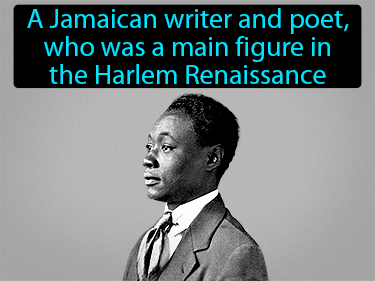 A Jamaican writer and poet,
who was a main figure in
the Harlem Renaissance